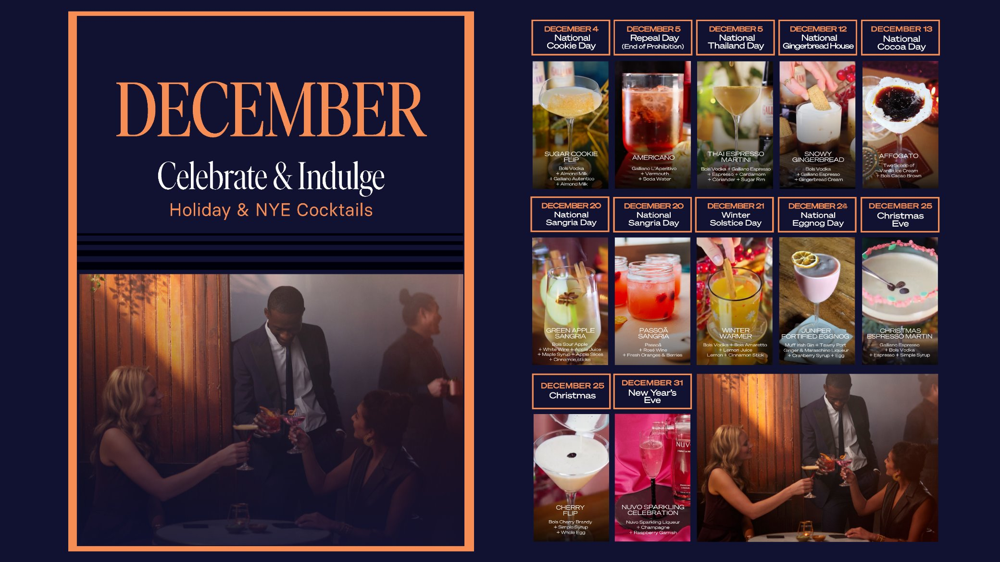 DECEMBER
Celebrate & Indulge
Holiday & NYE Cocktails
DECEMBER 4
National
Cookie Day
SUGAR COOKIE
FLIP
Bols Vodka
+ Almond Milk
+ Galliano Autentico
+ Almond Milk
DECEMBER 5
Repeal Day
(End of Prohibition)
AMERICANO
Galliano L'Aperitivo
+ Vermouth
+ Soda Water
DECEMBER 5
National
Thailand Day
THAI ESPRESSO
MARTINI
Bols Vodka + Galliano Espresso
+ Espresso + Cardamom
+ Coriander + Sugar Rim
DECEMBER 12
National
Gingerbread House
SNOWY
GINGERBREAD
Bols Vodka
+ Galliano Espresso
+ Gingerbread Cream
DECEMBER 13
National
Cocoa Day
AFFOGATO
Two Scoop of
Vanilla Ice Cream
+ Bols Cacao Brown
DECEMBER 20
National
Sangria Day
GREEN APPLE
SANGRIA
Bols Sour Apple
+ White Wine + Apple Juice
+ Maple Syrup + Apple Slices
+ Cinnamon sticks
DECEMBER 20
National
Sangria Day
PASSOÃ
SANGRIA
Passoã
+ Rosé Wine
+ Fresh Oranges & Berries
DECEMBER 21
Winter
Solstice Day
WINTER
WARMER
Bols Vodka + Bols Amaretto
+ Lemon Juice
Lemon + Cinnamon Stick
DECEMBER 24
National
Eggnog Day
JUNIPER
FORTIFIED EGGNOG
Muff Irish Gin + Tawny Port
Ginger & Maraschino Liqueur
+ Cranberry Syrup + Egg
DECEMBER 25
Christmas
Eve
CHRISTMAS
ESPRESSO MARTIN
Galliano Espresso
+ Bols Vodka
+ Espresso + Simple Syrup
DECEMBER 25
Christmas
CHERRY
FLIP
Bols Cherry Brandy
+ Simple Syrup
+ Whole Egg
DECEMBER 31
New Year's
Eve
NUVO
NUVO SPARKLING
CELEBRATION
Nuvo Sparkling Liqueur
+ Champagne
+ Raspberry Garnish